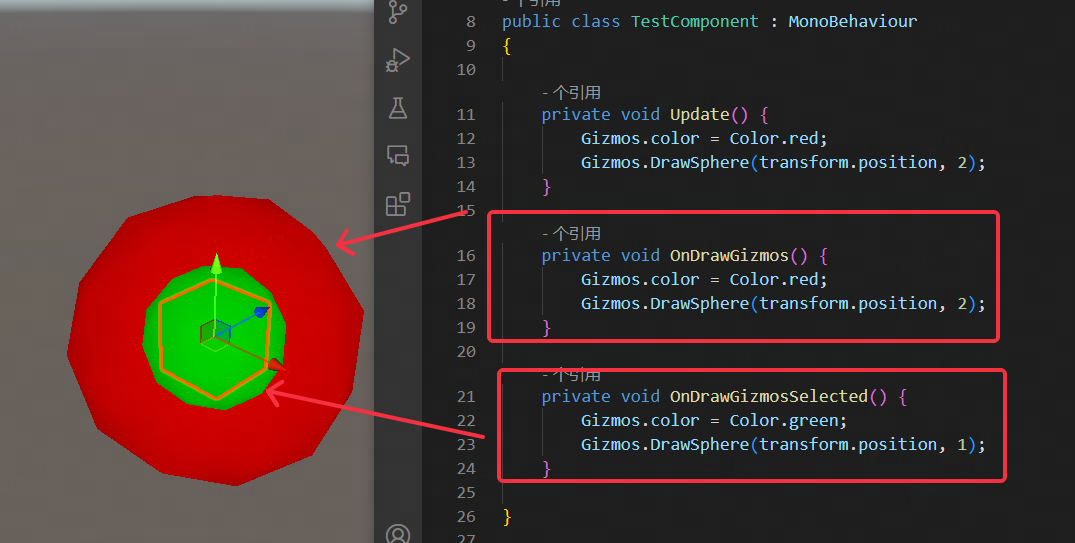 - 个引用
8 public class TestComponent : MonoBehaviour
9 {
10
- 个引用
11 private void Update() {
12 Gizmos.color = Color.red;
13 Gizmos.DrawSphere(transform.position, 2);
14 }
15
- 个引用
16 private void OnDrawGizmos() {
17 Gizmos.color = Color.red;
18 Gizmos.DrawSphere(transform.position, 2);
19 }
20
- 个引用
21 private void OnDrawGizmosSelected() {
22 Gizmos.color = Color.green;
23 Gizmos.DrawSphere(transform.position, 1);
24 }
25
26 }
27